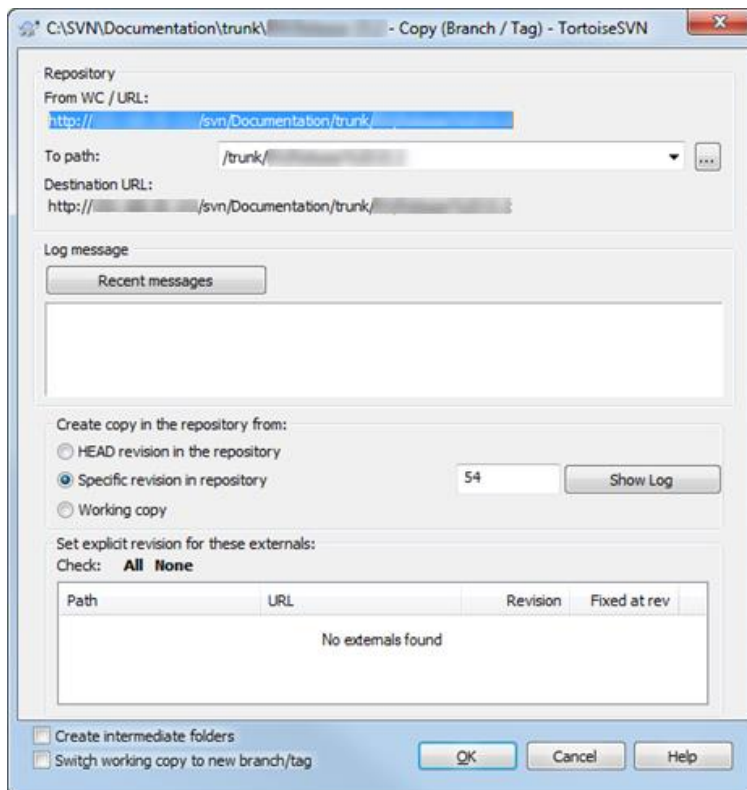 C:\SVN\Documentation\trunk\ - Copy (Branch / Tag) - TortoiseSVN
Repository
From WC / URL:
http:// /svn/Documentation/trunk/
To path: /trunk/ ...
Destination URL:
http:// /svn/Documentation/trunk/
Log message
Recent messages
Create copy in the repository from:
HEAD revision in the repository
Specific revision in repository 54 Show Log
Working copy
Set explicit revision for these externals:
Check: All None
Path URL Revision Fixed at rev
No externals found
Create intermediate folders
Switch working copy to new branch/tag OK Cancel Help